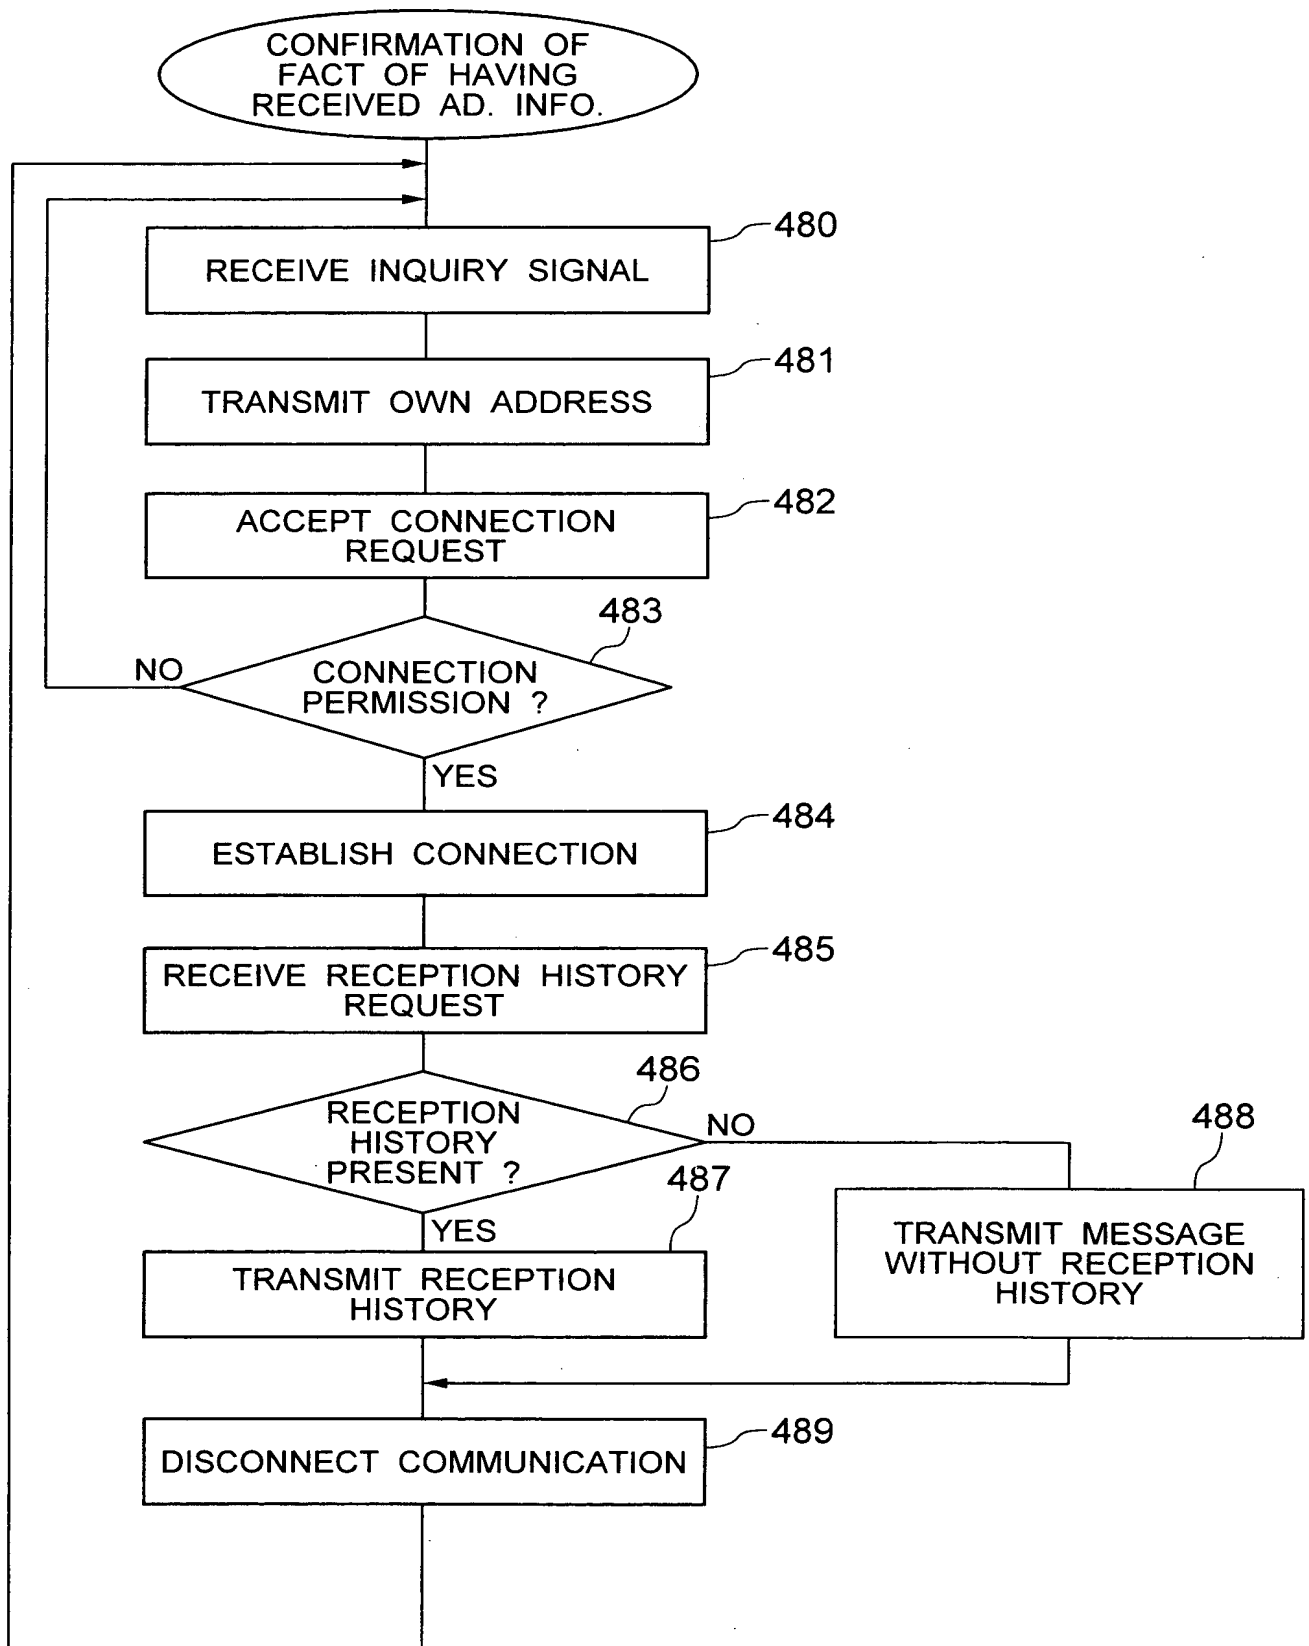 CONFIRMATION OF
FACT OF HAVING
RECEIVED AD. INFO.
480
RECEIVE INQUIRY SIGNAL
481
TRANSMIT OWN ADDRESS
482
ACCEPT CONNECTION
REQUEST
483
NO
CONNECTION
PERMISSION ?
YES
484
ESTABLISH CONNECTION
485
RECEIVE RECEPTION HISTORY
REQUEST
486
RECEPTION
HISTORY
PRESENT ?
NO
488
487
YES
TRANSMIT RECEPTION
HISTORY
TRANSMIT MESSAGE
WITHOUT RECEPTION
HISTORY
489
DISCONNECT COMMUNICATION